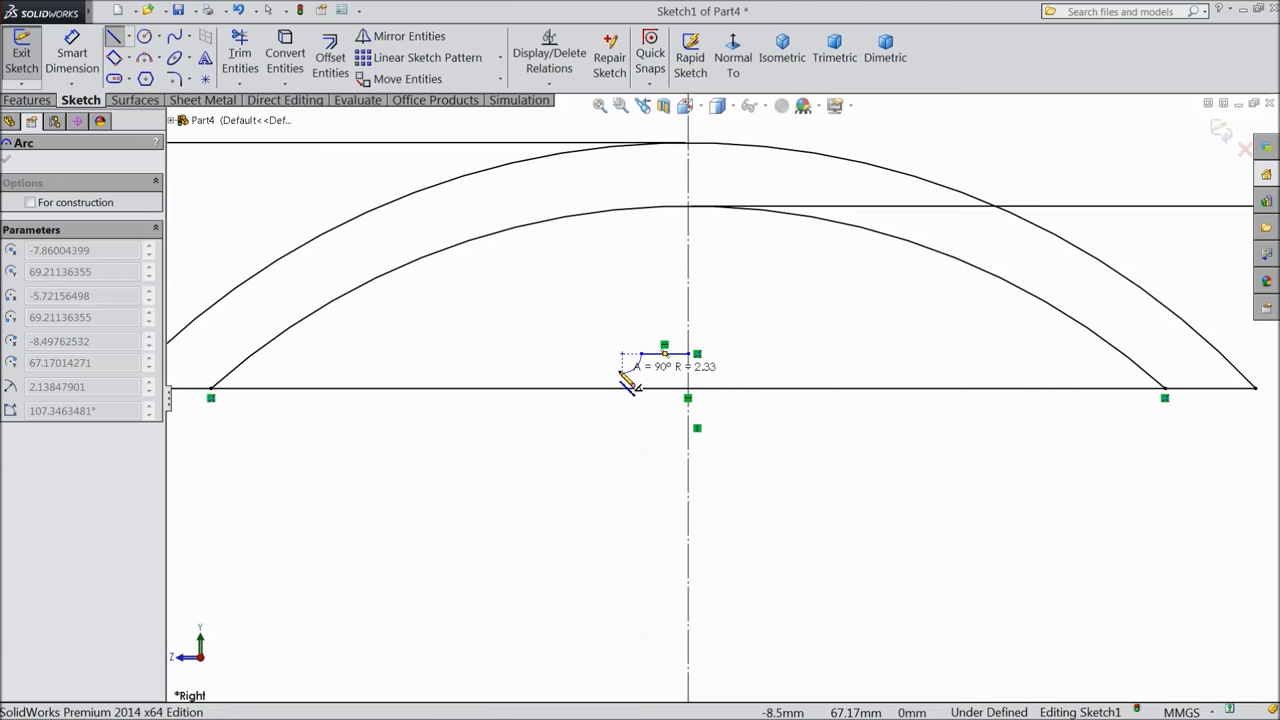 SOLIDWORKS
Sketch1 of Part4 *
Search files and models
?
Exit Sketch
Smart Dimension
Trim Entities
Convert Entities
Offset Entities
Mirror Entities
Linear Sketch Pattern
Move Entities
Display/Delete Relations
Repair Sketch
Quick Snaps
Rapid Sketch
Normal To
Isometric
Trimetric
Dimetric
Features
Sketch
Surfaces
Sheet Metal
Direct Editing
Evaluate
Office Products
Simulation
Part4 (Default<<Def...
Arc
?
Options
For construction
Parameters
-7.86004399
69.21136355
-5.72156498
69.21136355
-8.49762532
67.17014271
2.13847901
107.3463481°
A = 90° R = 2.33
Y
Z
*Right
SolidWorks Premium 2014 x64 Edition
-8.5mm
67.17mm
0mm
Under Defined
Editing Sketch1
MMGS
?